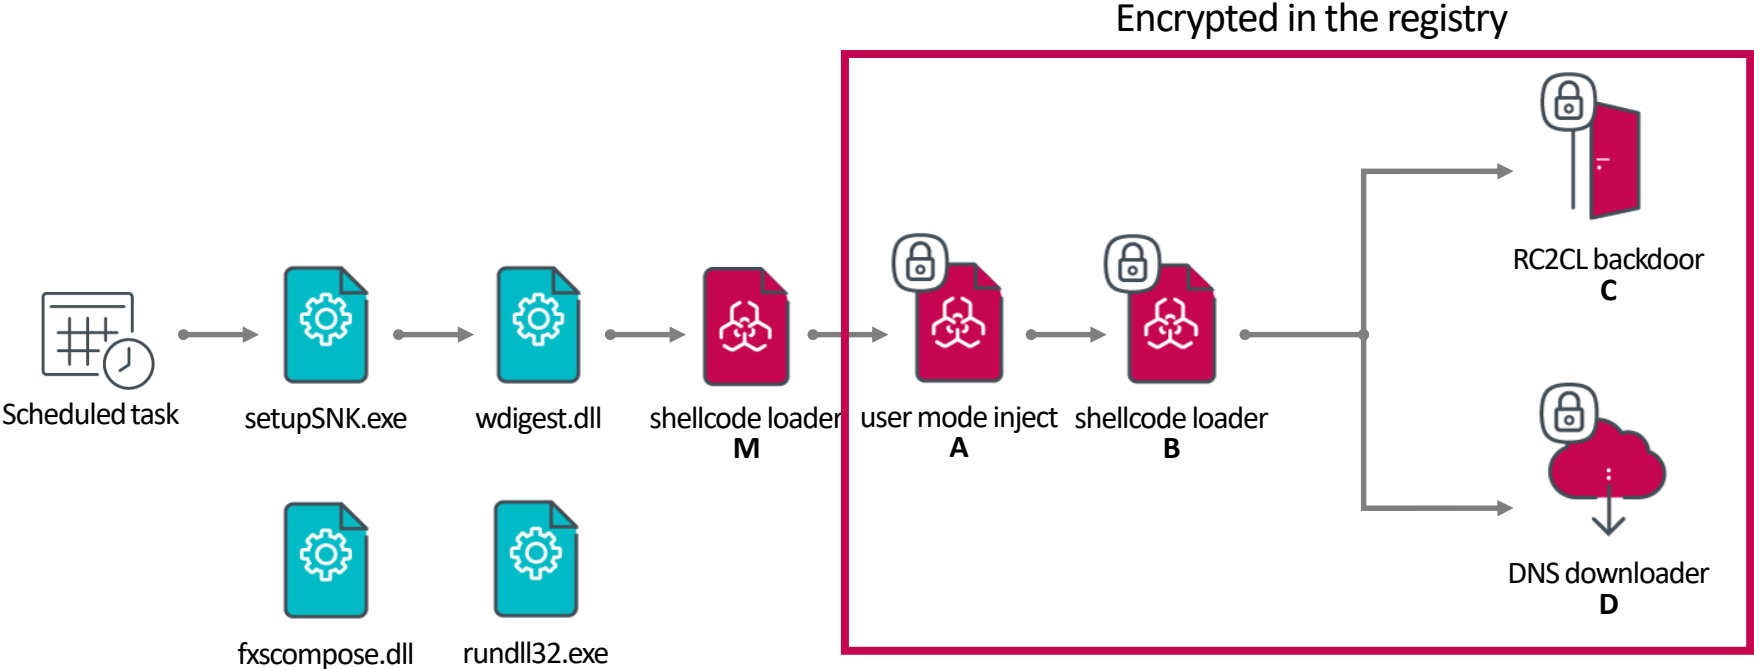 Encrypted in the registry
Scheduled task
setupSNK.exe
wdigest.dll
shellcode loader
M
user mode inject
A
shellcode loader
B
RC2CL backdoor
C
DNS downloader
D
fxscompose.dll
rundll32.exe